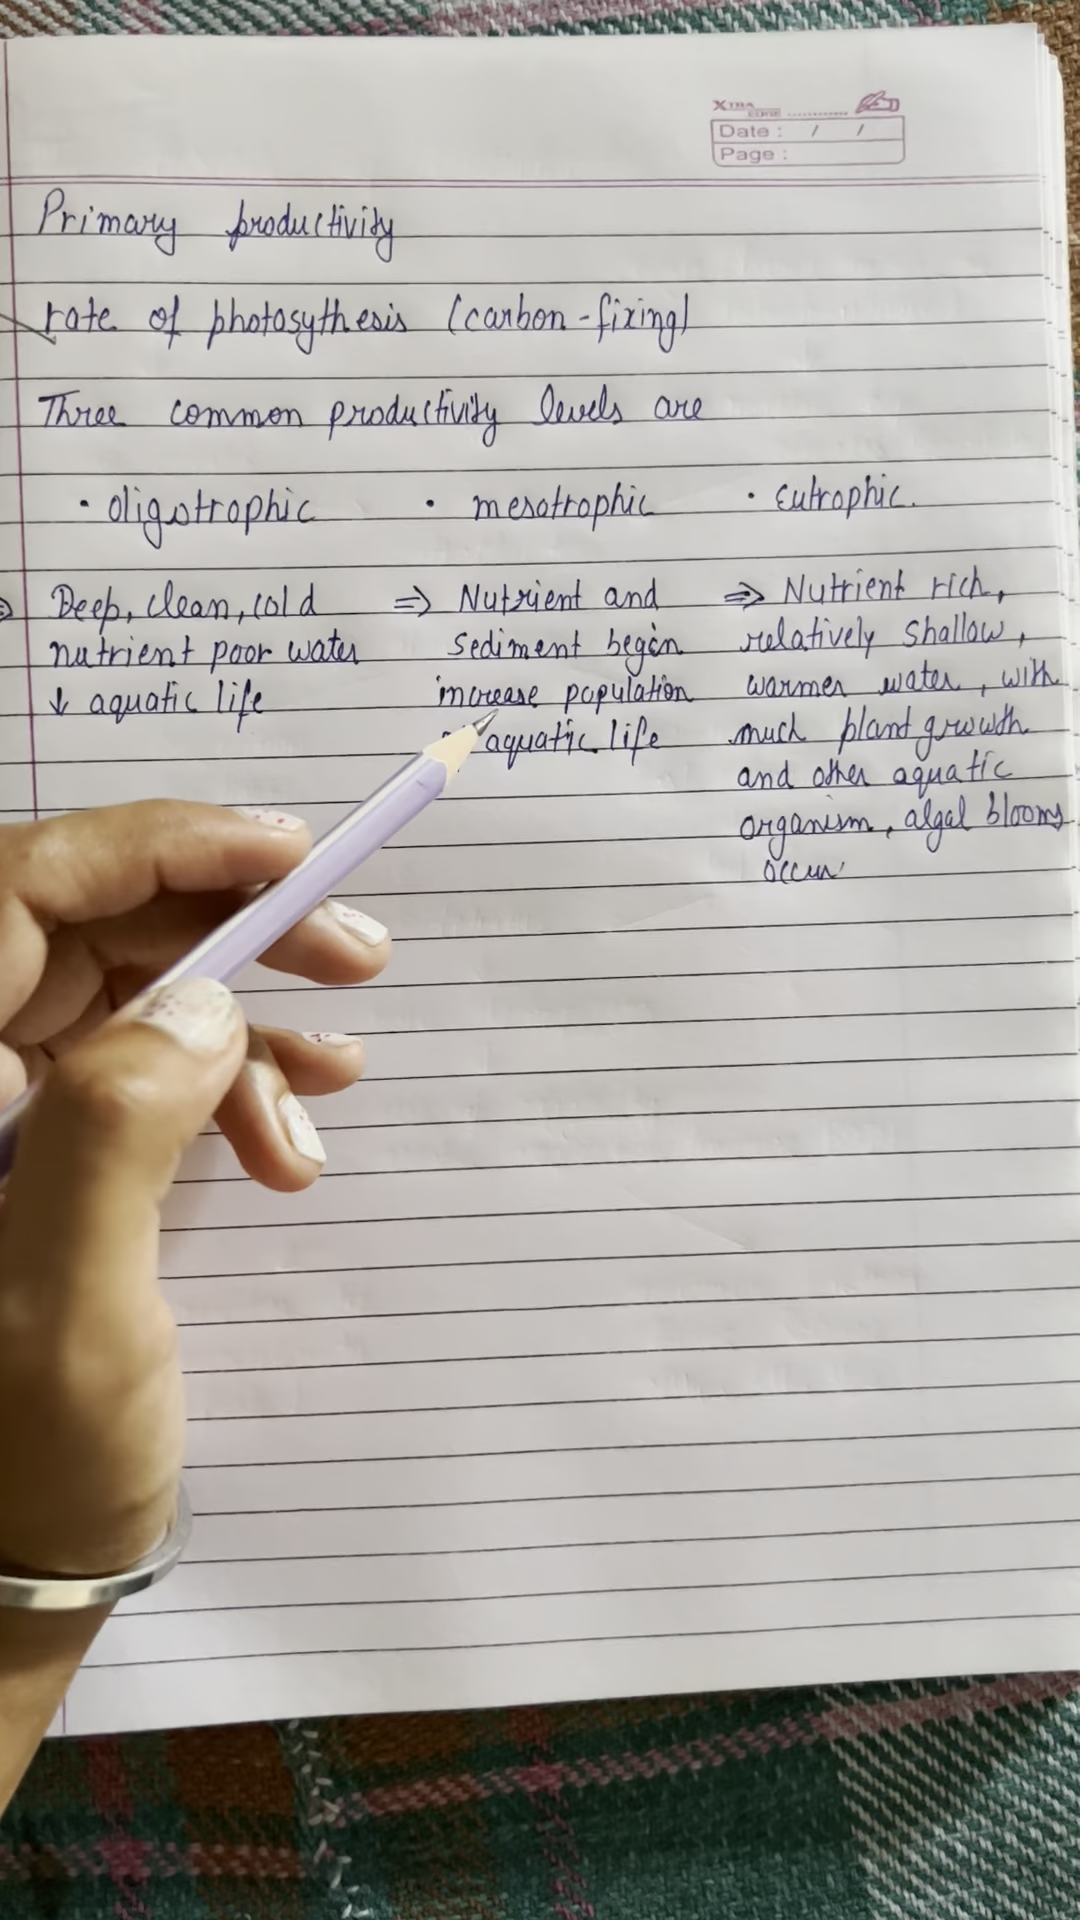 XTRA EDGE
Date : / /
Page :
Primary productivity
rate of photosythesis (carbon-fixing)
Three common productivity levels are
• oligotrophic • mesotrophic • eutrophic.
⇒ Deep, clean, cold
nutrient poor water
↓ aquatic life
⇒ Nutrient and
sediment begin
increase population
aquatic life
⇒ Nutrient rich,
relatively shallow,
warmer water, with
much plant growth
and other aquatic
organism, algal blooms
occur